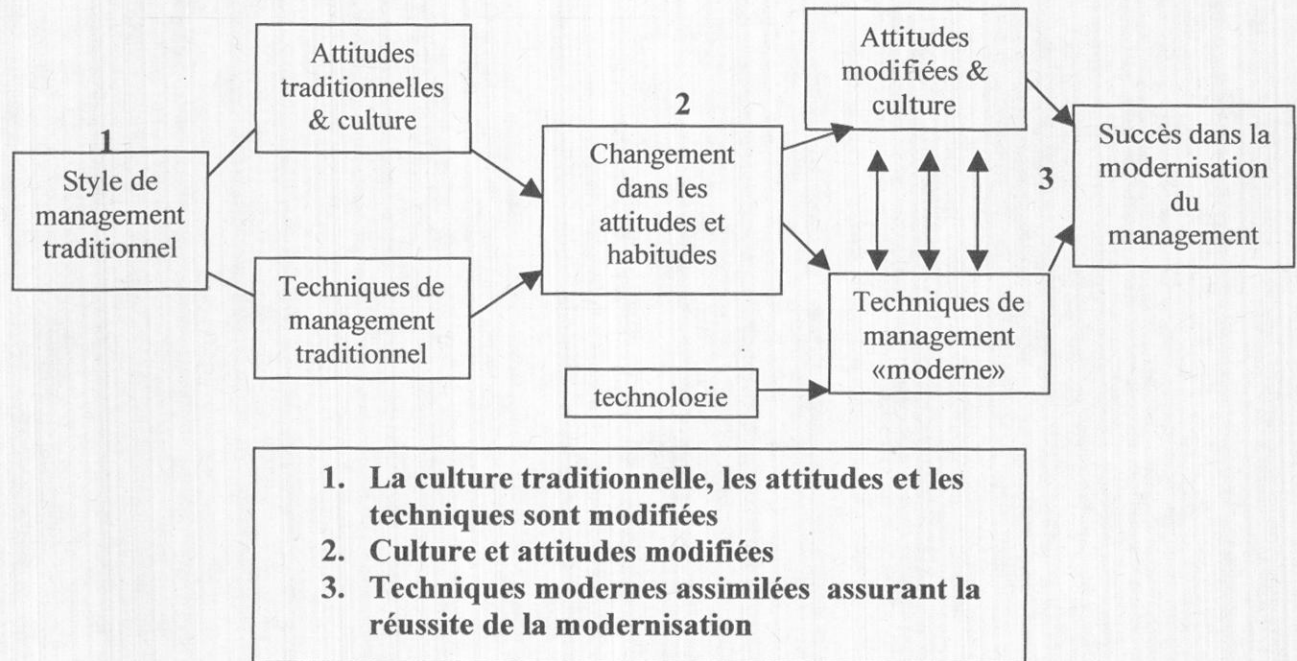 1
Style de
management
traditionnel
Attitudes
traditionnelles
& culture
Techniques de
management
traditionnel
2
Changement
dans les
attitudes et
habitudes
technologie
Attitudes
modifiées &
culture
Techniques de
management
«moderne»
3
Succès dans la
modernisation
du
management
1. La culture traditionnelle, les attitudes et les
techniques sont modifiées
2. Culture et attitudes modifiées
3. Techniques modernes assimilées assurant la
réussite de la modernisation